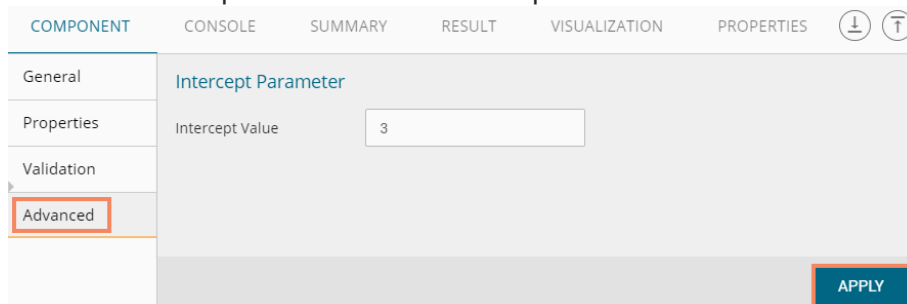 COMPONENT CONSOLE SUMMARY RESULT VISUALIZATION PROPERTIES
General
Properties
Validation
Advanced
Intercept Parameter
Intercept Value 3
APPLY